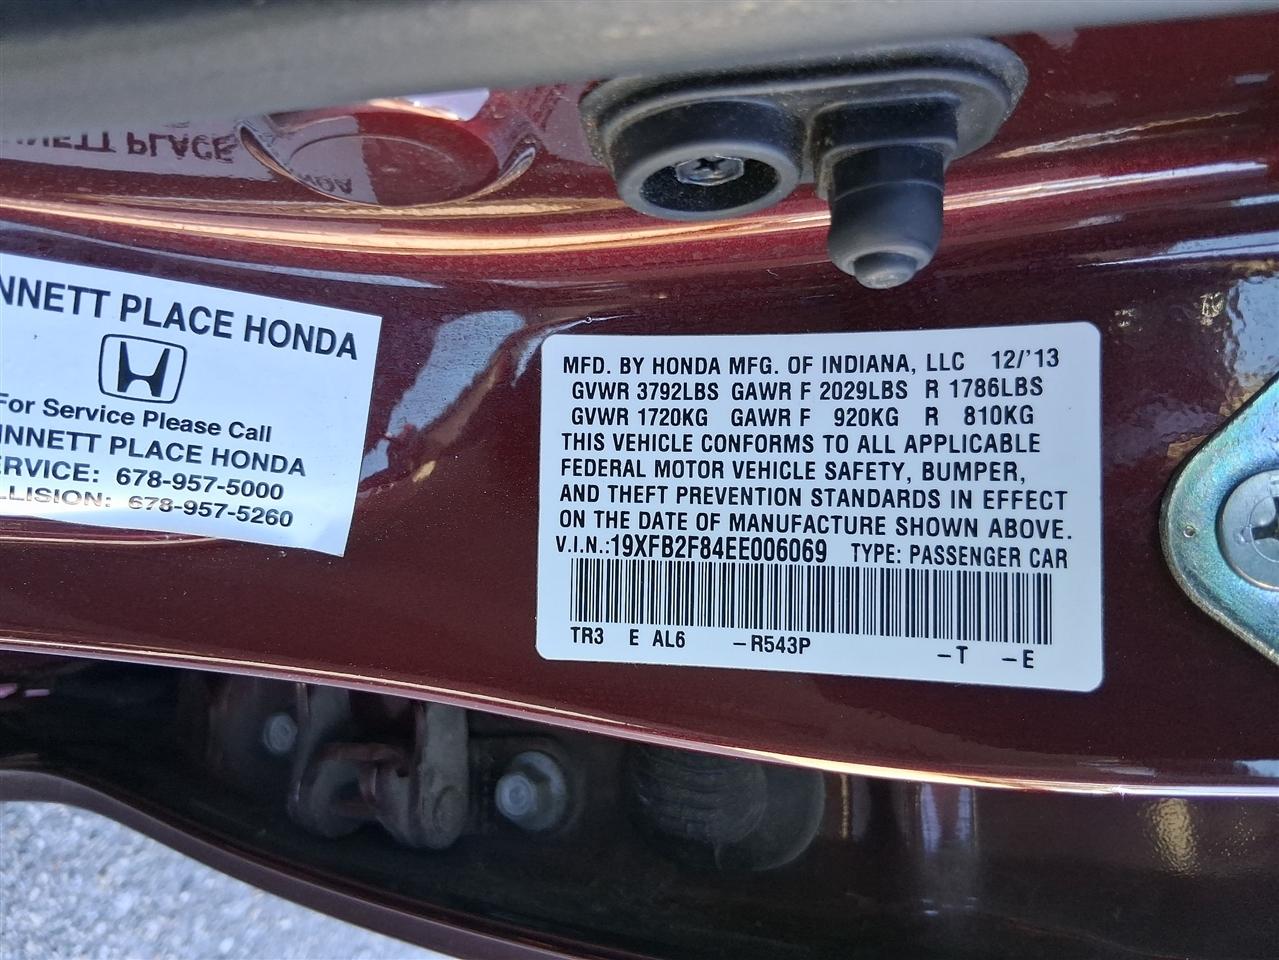 NNETT PLACE HONDA
For Service Please Call
INNETT PLACE HONDA
ERVICE: 678-957-5000
LLISION: 678-957-5260
MFD. BY HONDA MFG. OF INDIANA, LLC 12/'13
GVWR 3792LBS GAWR F 2029LBS R 1786LBS
GVWR 1720KG GAWR F 920KG R 810KG
THIS VEHICLE CONFORMS TO ALL APPLICABLE
FEDERAL MOTOR VEHICLE SAFETY, BUMPER,
AND THEFT PREVENTION STANDARDS IN EFFECT
ON THE DATE OF MANUFACTURE SHOWN ABOVE.
V.I.N.:19XFB2F84EE006069 TYPE: PASSENGER CAR
TR3 E AL6 -R543P -T -E